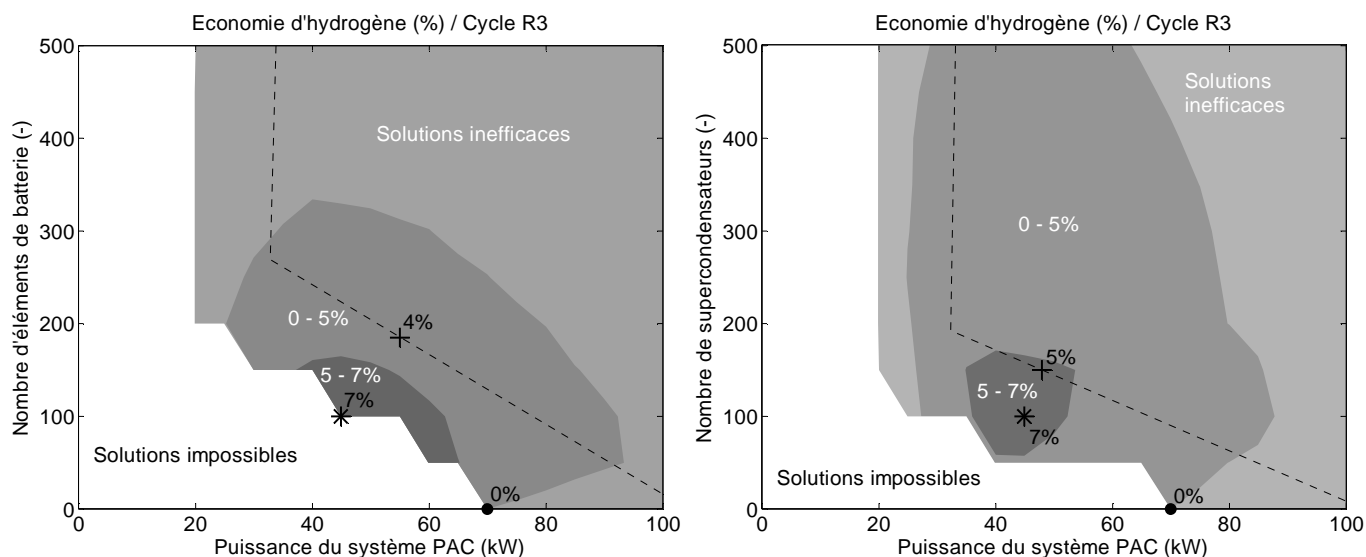 Economie d'hydrogène (%) / Cycle R3
500
400
300
200
100
0
0
20
40
60
80
100
Nombre d'éléments de batterie (-)
Puissance du système PAC (kW)
Solutions inefficaces
0 - 5%
4%
5 - 7%
7%
Solutions impossibles
0%
Economie d'hydrogène (%) / Cycle R3
500
400
300
200
100
0
0
20
40
60
80
100
Nombre de supercondensateurs (-)
Puissance du système PAC (kW)
Solutions
inefficaces
0 - 5%
5%
5 - 7%
7%
Solutions impossibles
0%